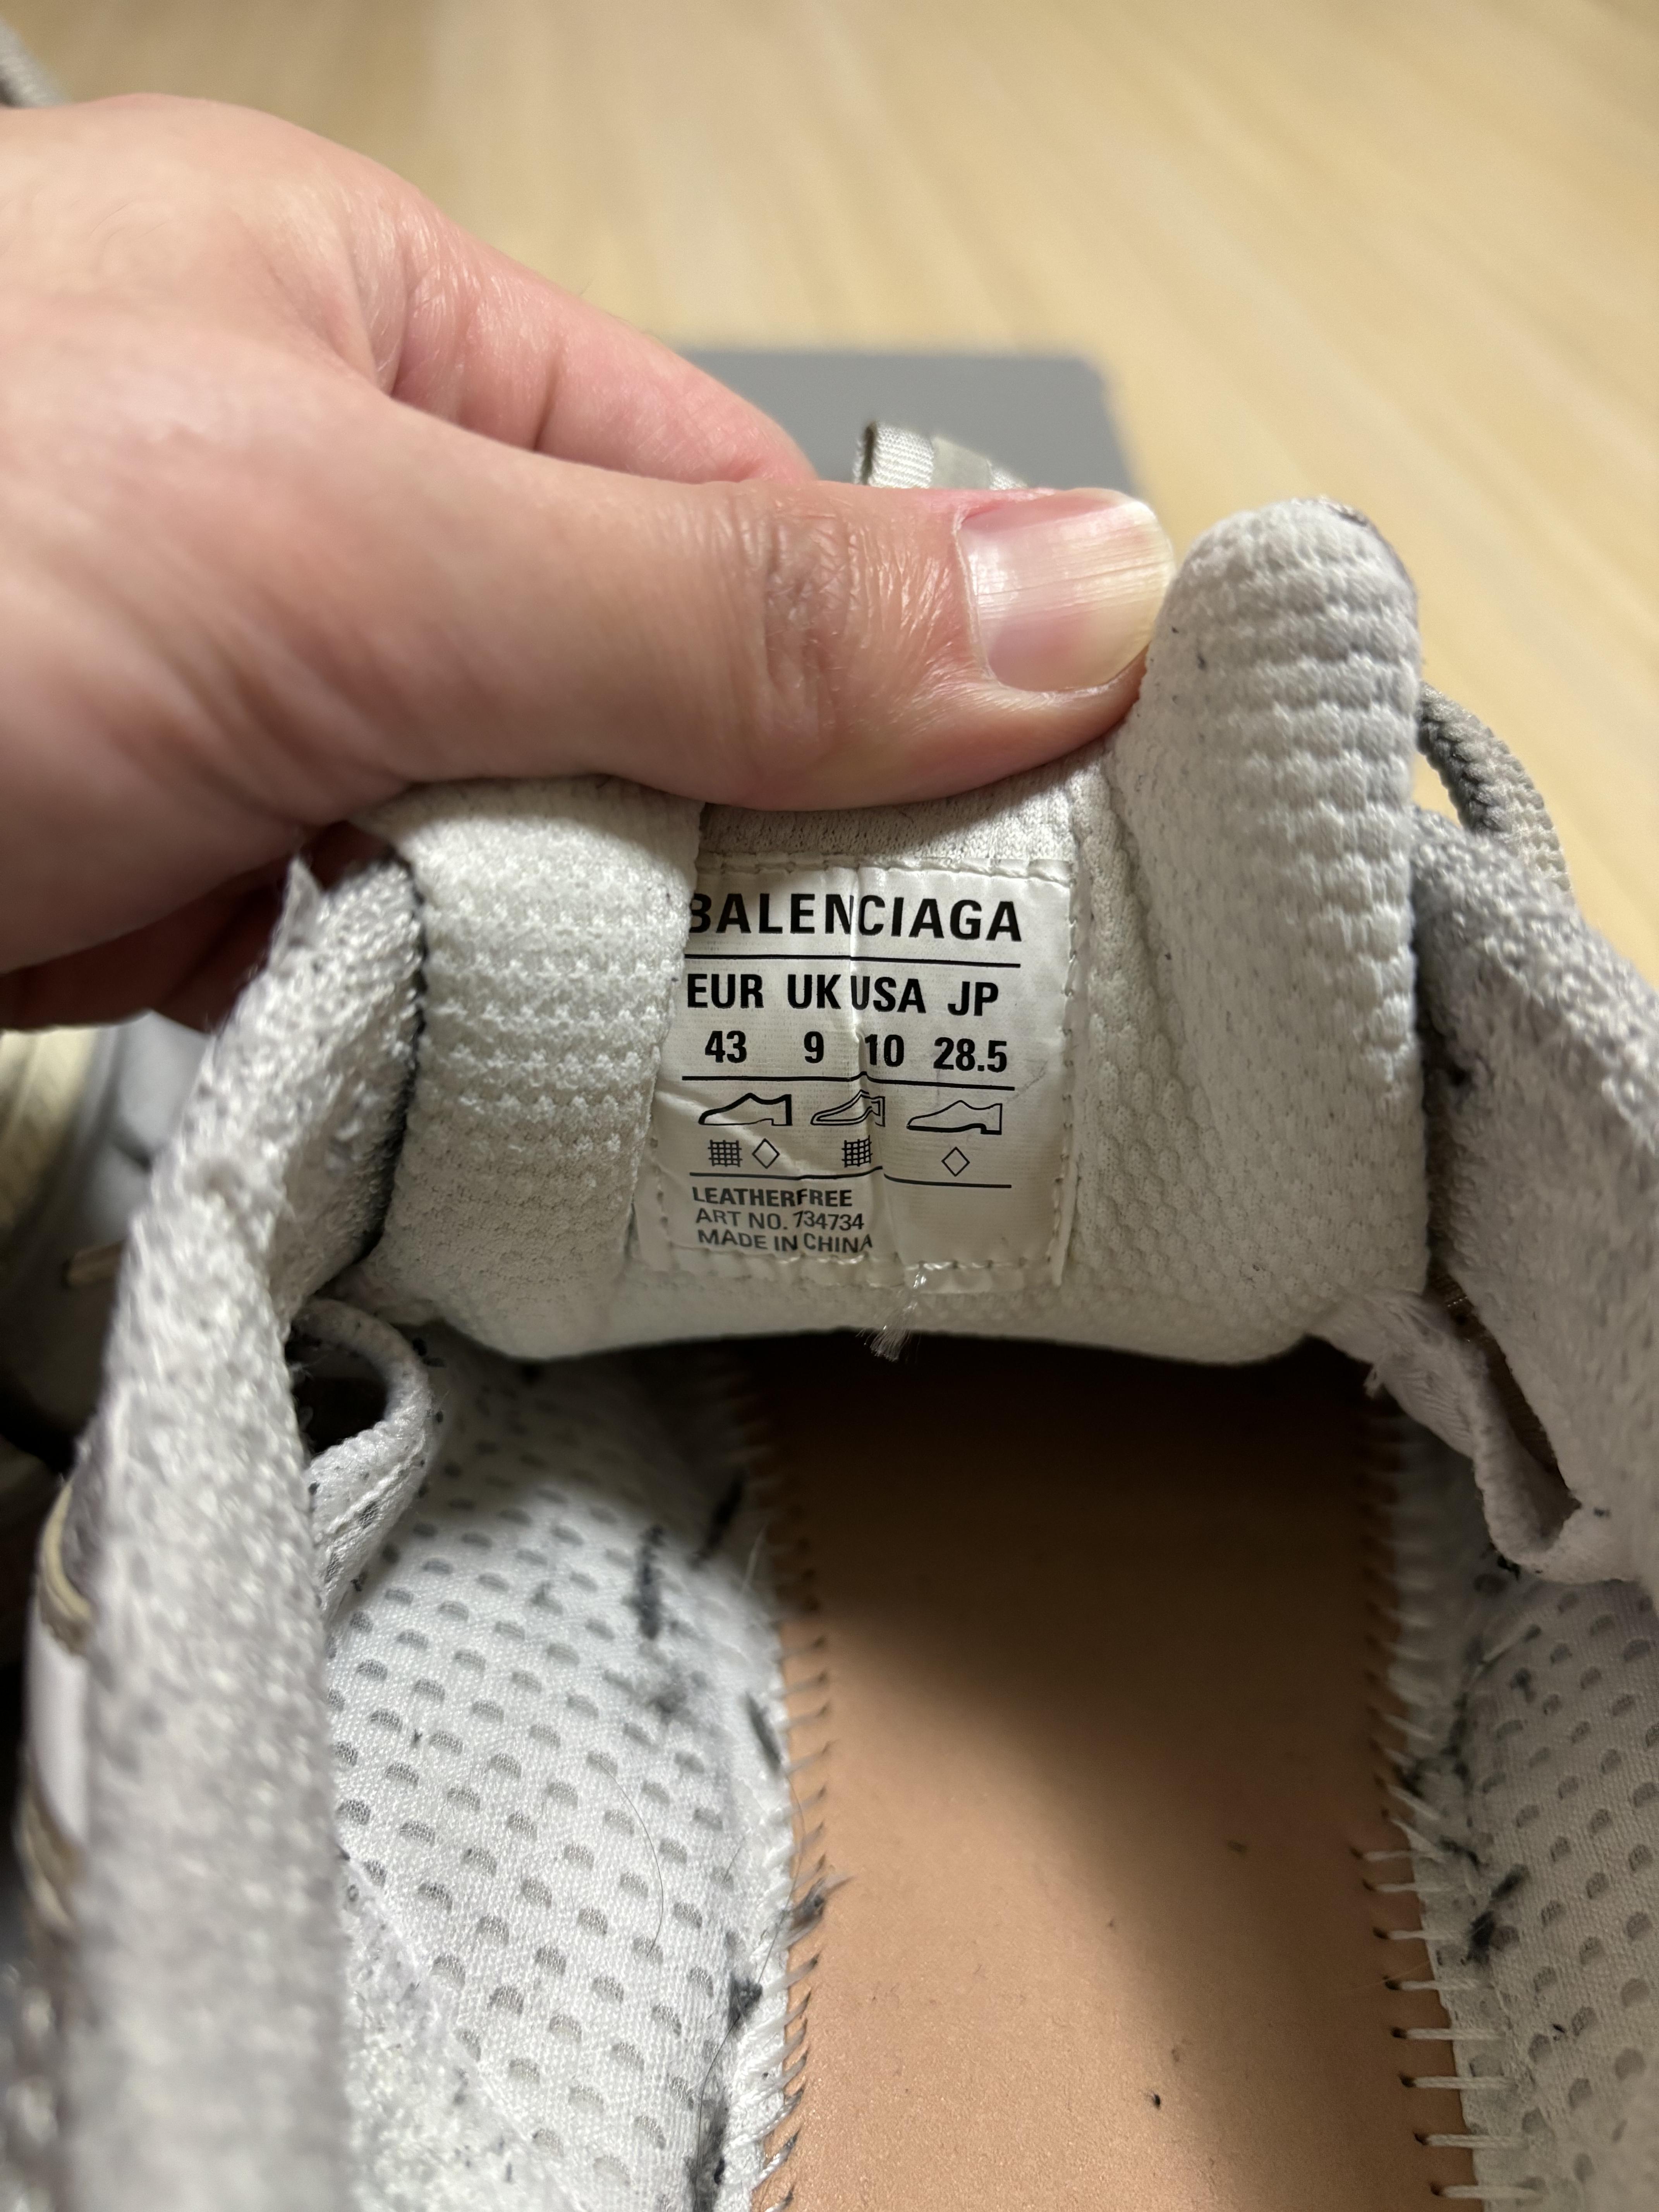 BALENCIAGA
EUR UK USA JP
43 9 10 28.5
LEATHERFREE
ART NO. 734734
MADE IN CHINA